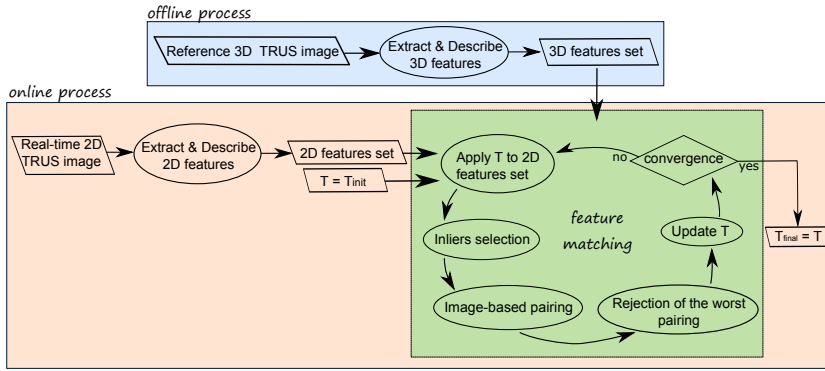 offline process
Reference 3D TRUS image
Extract & Describe
3D features
3D features set
online process
Real-time 2D
TRUS image
Extract & Describe
2D features
2D features set
T = Tinit
Apply T to 2D
features set
no
convergence
yes
Inliers selection
feature
matching
Update T
Tfinal = T
Image-based pairing
Rejection of the worst
pairing